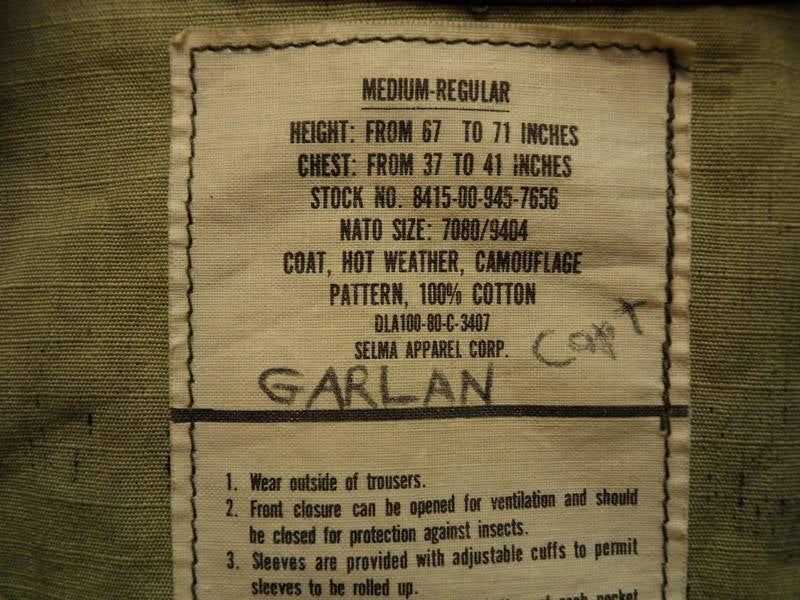 MEDIUM-REGULAR
HEIGHT: FROM 67 TO 71 INCHES
CHEST: FROM 37 TO 41 INCHES
STOCK NO. 8415-00-945-7656
NATO SIZE: 7080/9404
COAT, HOT WEATHER, CAMOUFLAGE
PATTERN, 100% COTTON
DLA100-80-C-3407
SELMA APPAREL CORP. Capt
GARLAN
1. Wear outside of trousers.
2. Front closure can be opened for ventilation and should
be closed for protection against insects.
3. Sleeves are provided with adjustable cuffs to permit
sleeves to be rolled up.
of each pocket